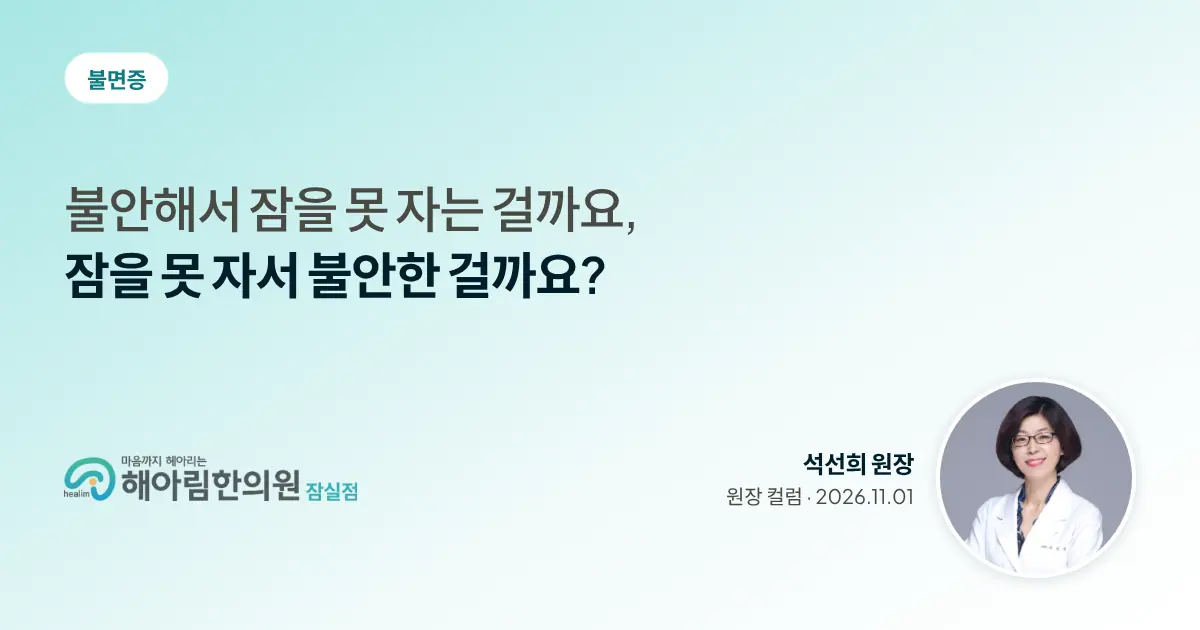 불면증
불안해서 잠을 못 자는 걸까요,
잠을 못 자서 불안한 걸까요?
마음까지 헤아리는
healim 해아림한의원 잠실점
석선희 원장
원장 컬럼 · 2026.11.01